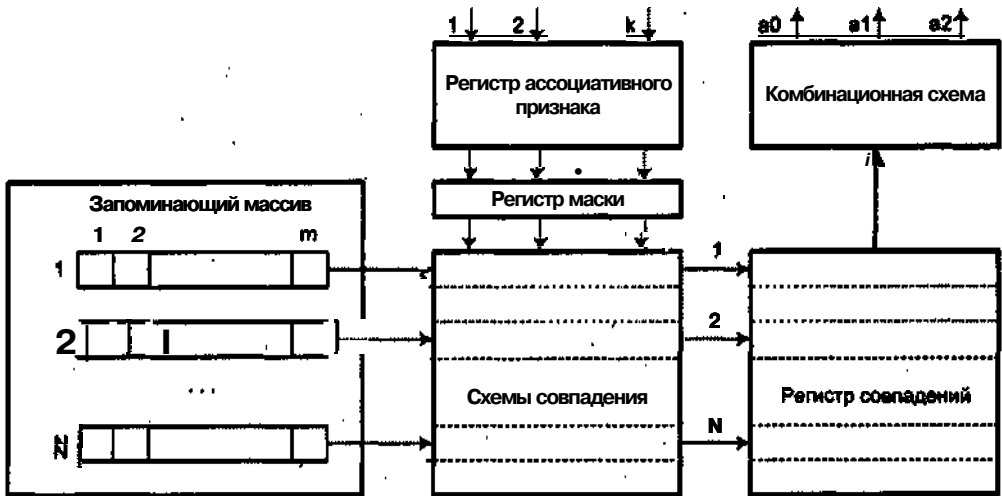 1 2 k
a0 a1 a2
Регистр ассоциативного
признака
Комбинационная схема
i
Регистр маски
Запоминающий массив
1 2 m
1
1
2
2
...
Схемы совпадения
Регистр совпадений
N
N